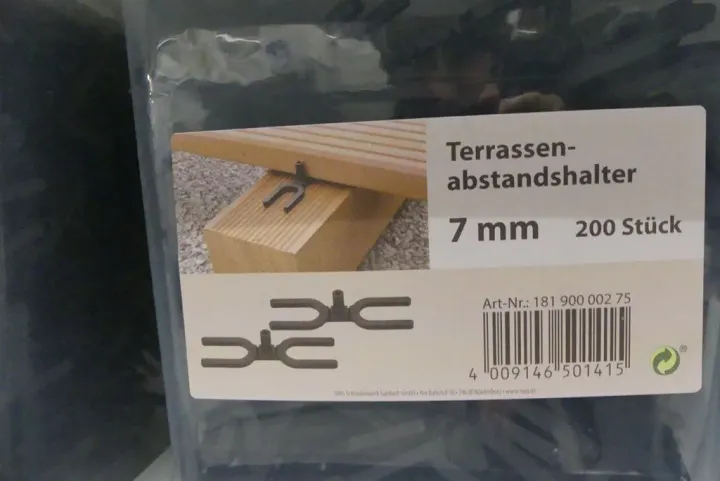 Terrassen-
abstandshalter
7 mm 200 Stück
Art-Nr.: 181 900 002 75
4 009146 501415
®